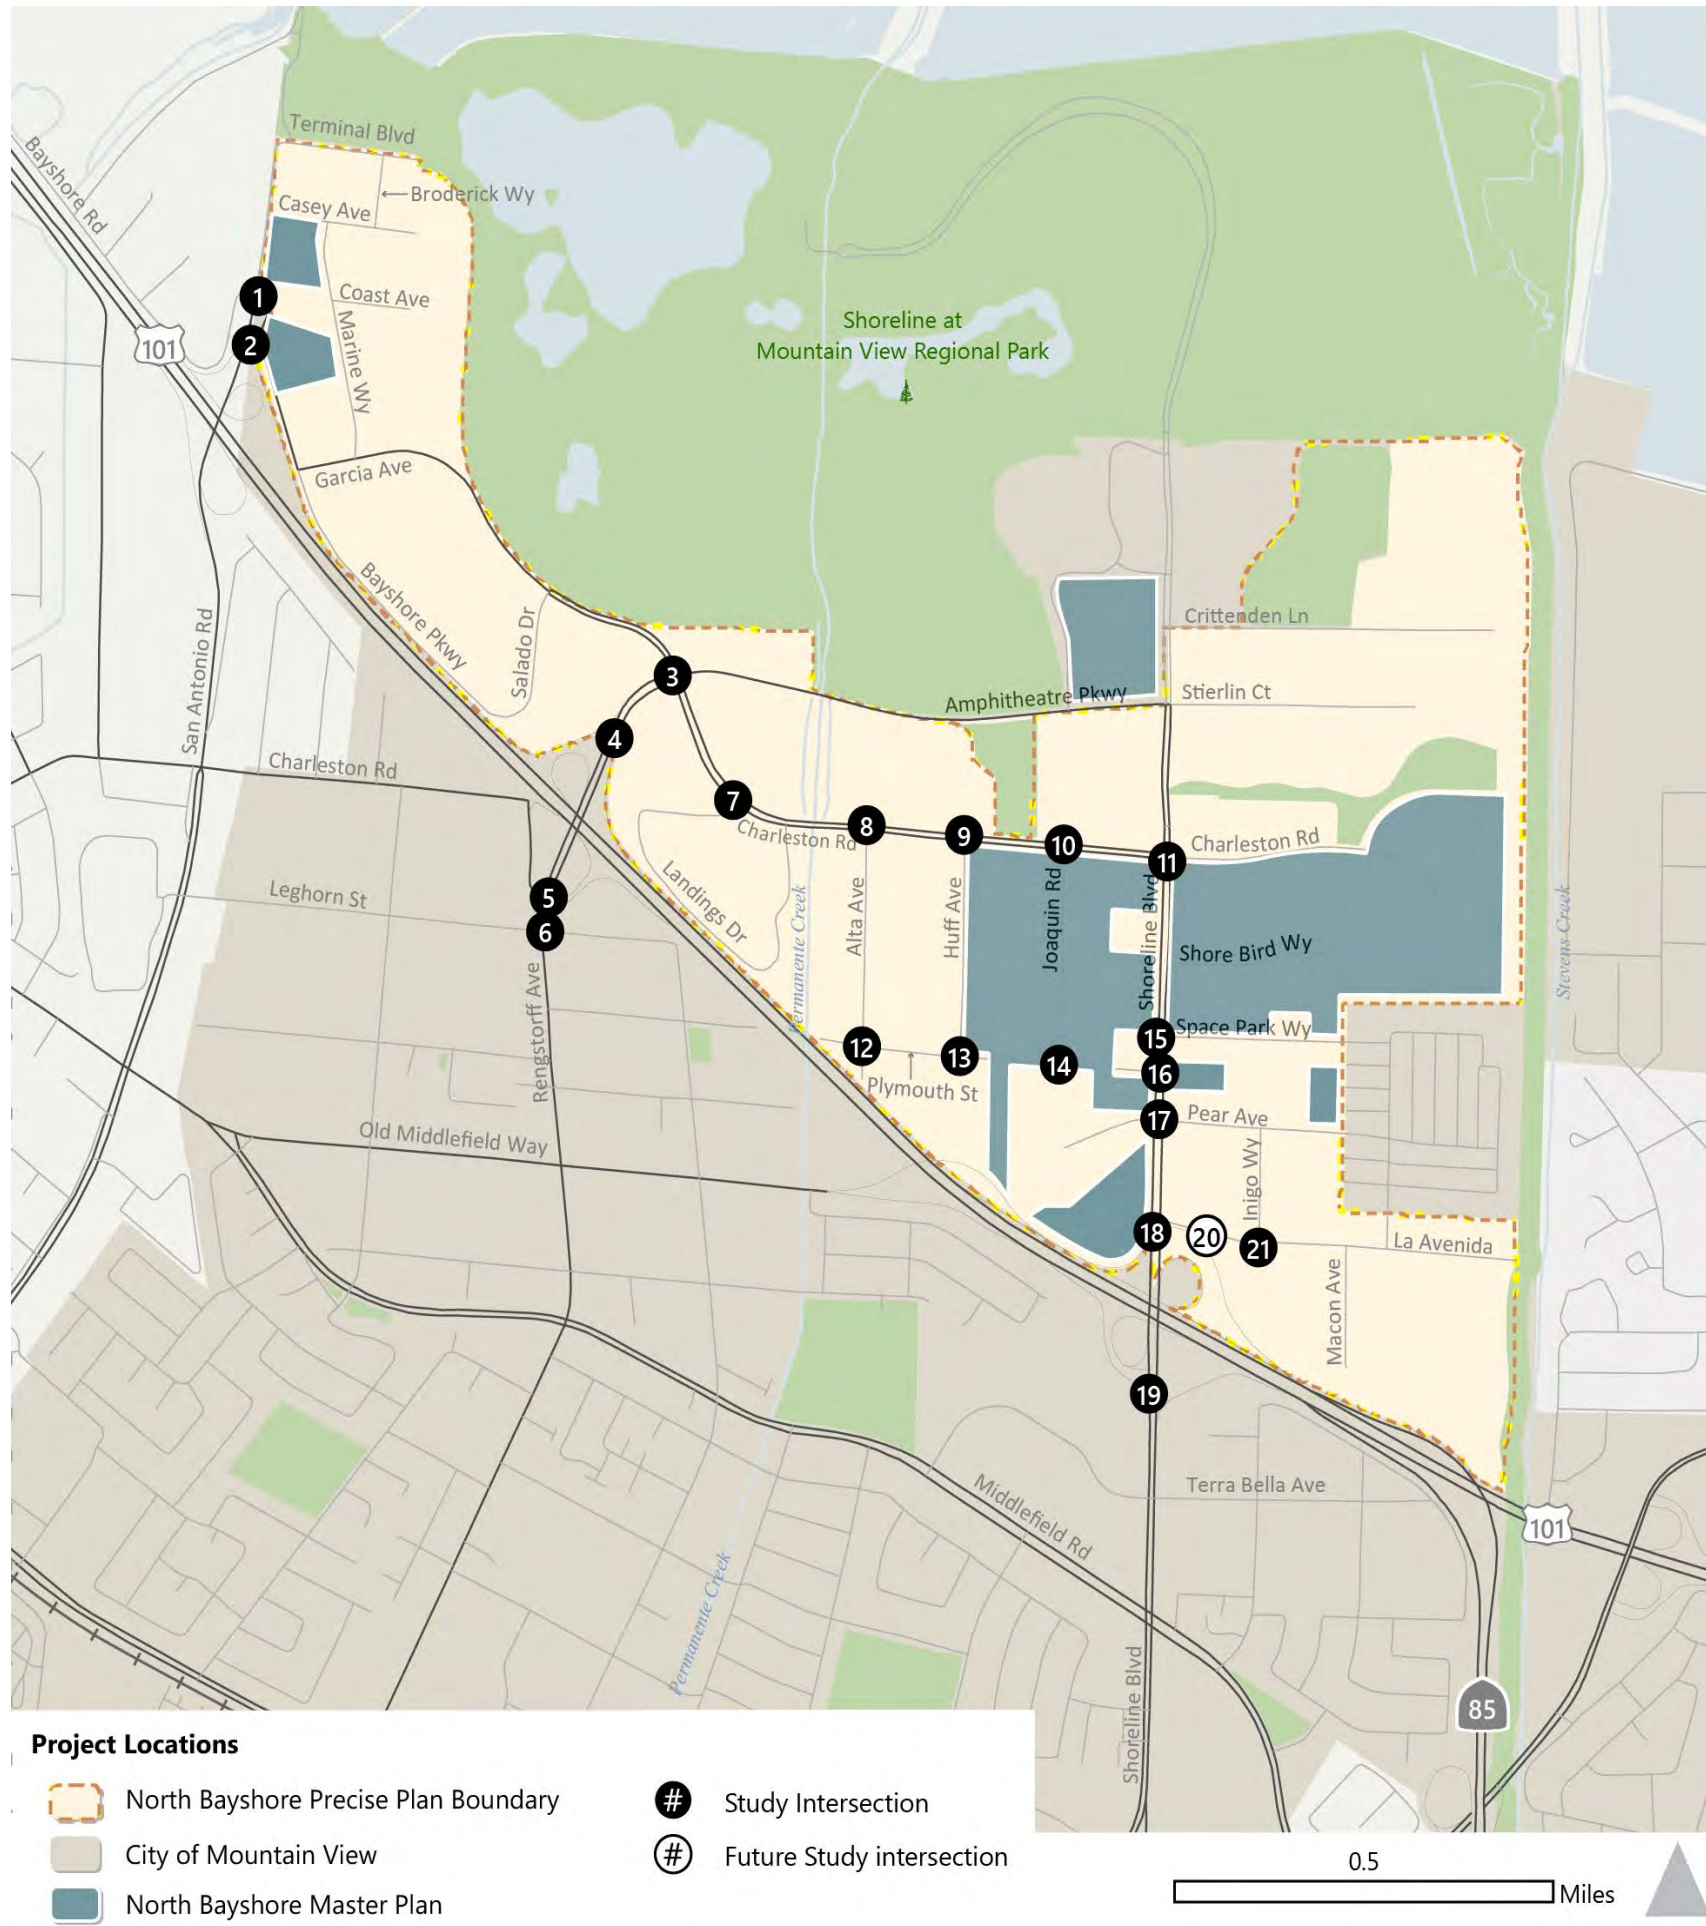 Terminal Blvd
Bayshore Rd
Broderick Wy
Casey Ave
1
Coast Ave
2
101
Marine Wy
Shoreline at
Mountain View Regional Park
Garcia Ave
Bayshore Pkwy
Salado Dr
San Antonio Rd
Crittenden Ln
3
Amphitheatre Pkwy
Stierlin Ct
4
Charleston Rd
7
8
9
10
11
Charleston Rd
Charleston Rd
Landings Dr
Leghorn St
5
6
Permanente Creek
Alta Ave
Huff Ave
Joaquin Rd
Shoreline Blvd
Shore Bird Wy
Stevens Creek
Rengstorff Ave
12
13
14
15
Space Park Wy
16
Plymouth St
17
Pear Ave
Old Middlefield Way
Inigo Wy
18
20
21
La Avenida
Macon Ave
19
Terra Bella Ave
Middlefield Rd
101
Permanente Creek
Shoreline Blvd
85
Project Locations
North Bayshore Precise Plan Boundary
City of Mountain View
North Bayshore Master Plan
# Study Intersection
# Future Study intersection
0.5
Miles